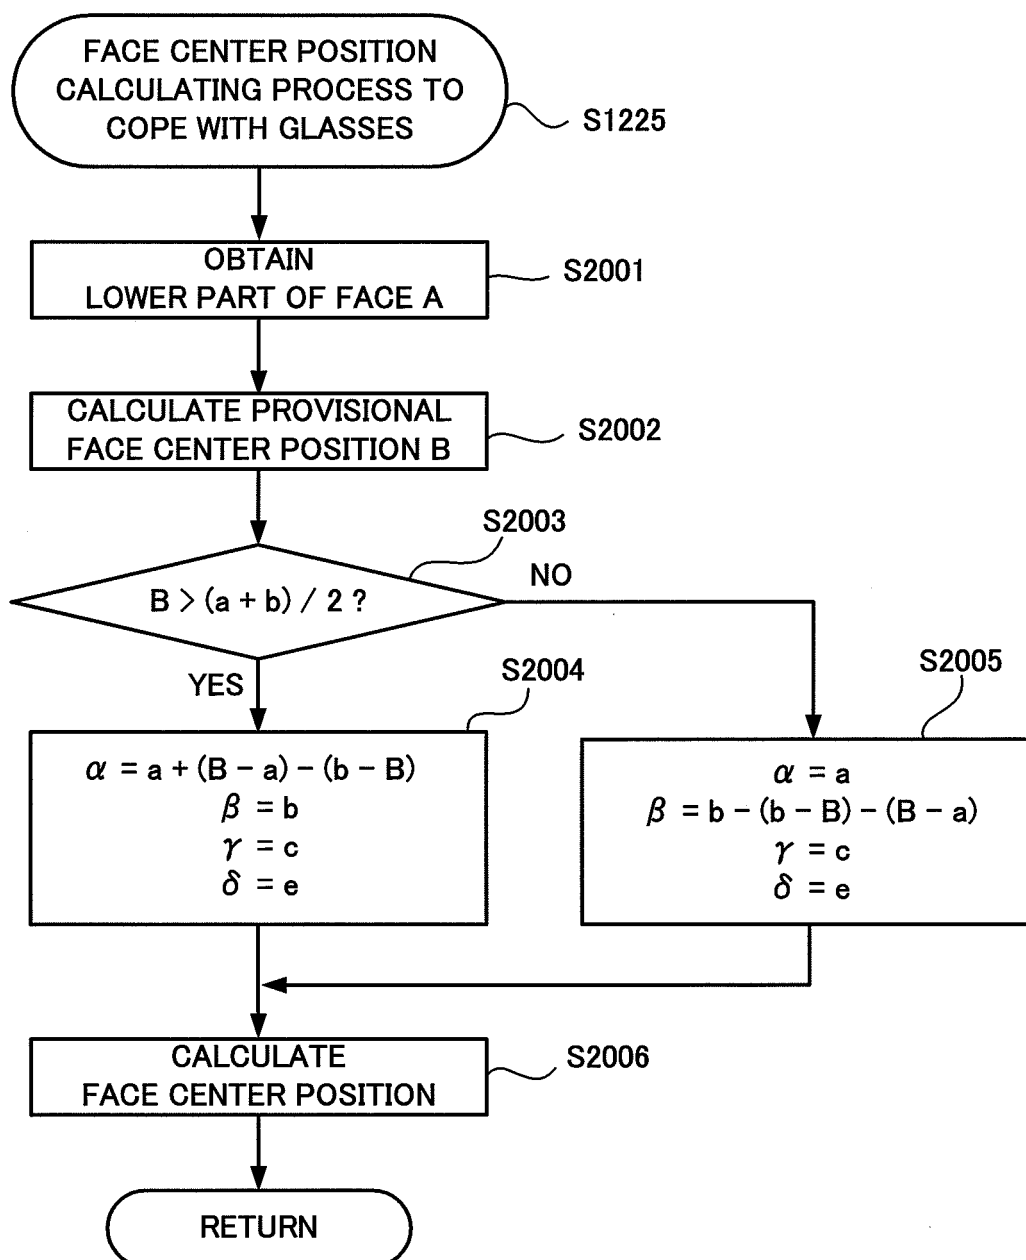 FACE CENTER POSITION
CALCULATING PROCESS TO
COPE WITH GLASSES
S1225
OBTAIN
LOWER PART OF FACE A
S2001
CALCULATE PROVISIONAL
FACE CENTER POSITION B
S2002
S2003
B > (a + b) / 2 ?
NO
YES
S2004
α = a + (B − a) − (b − B)
β = b
γ = c
δ = e
S2005
α = a
β = b − (b − B) − (B − a)
γ = c
δ = e
CALCULATE
FACE CENTER POSITION
S2006
RETURN